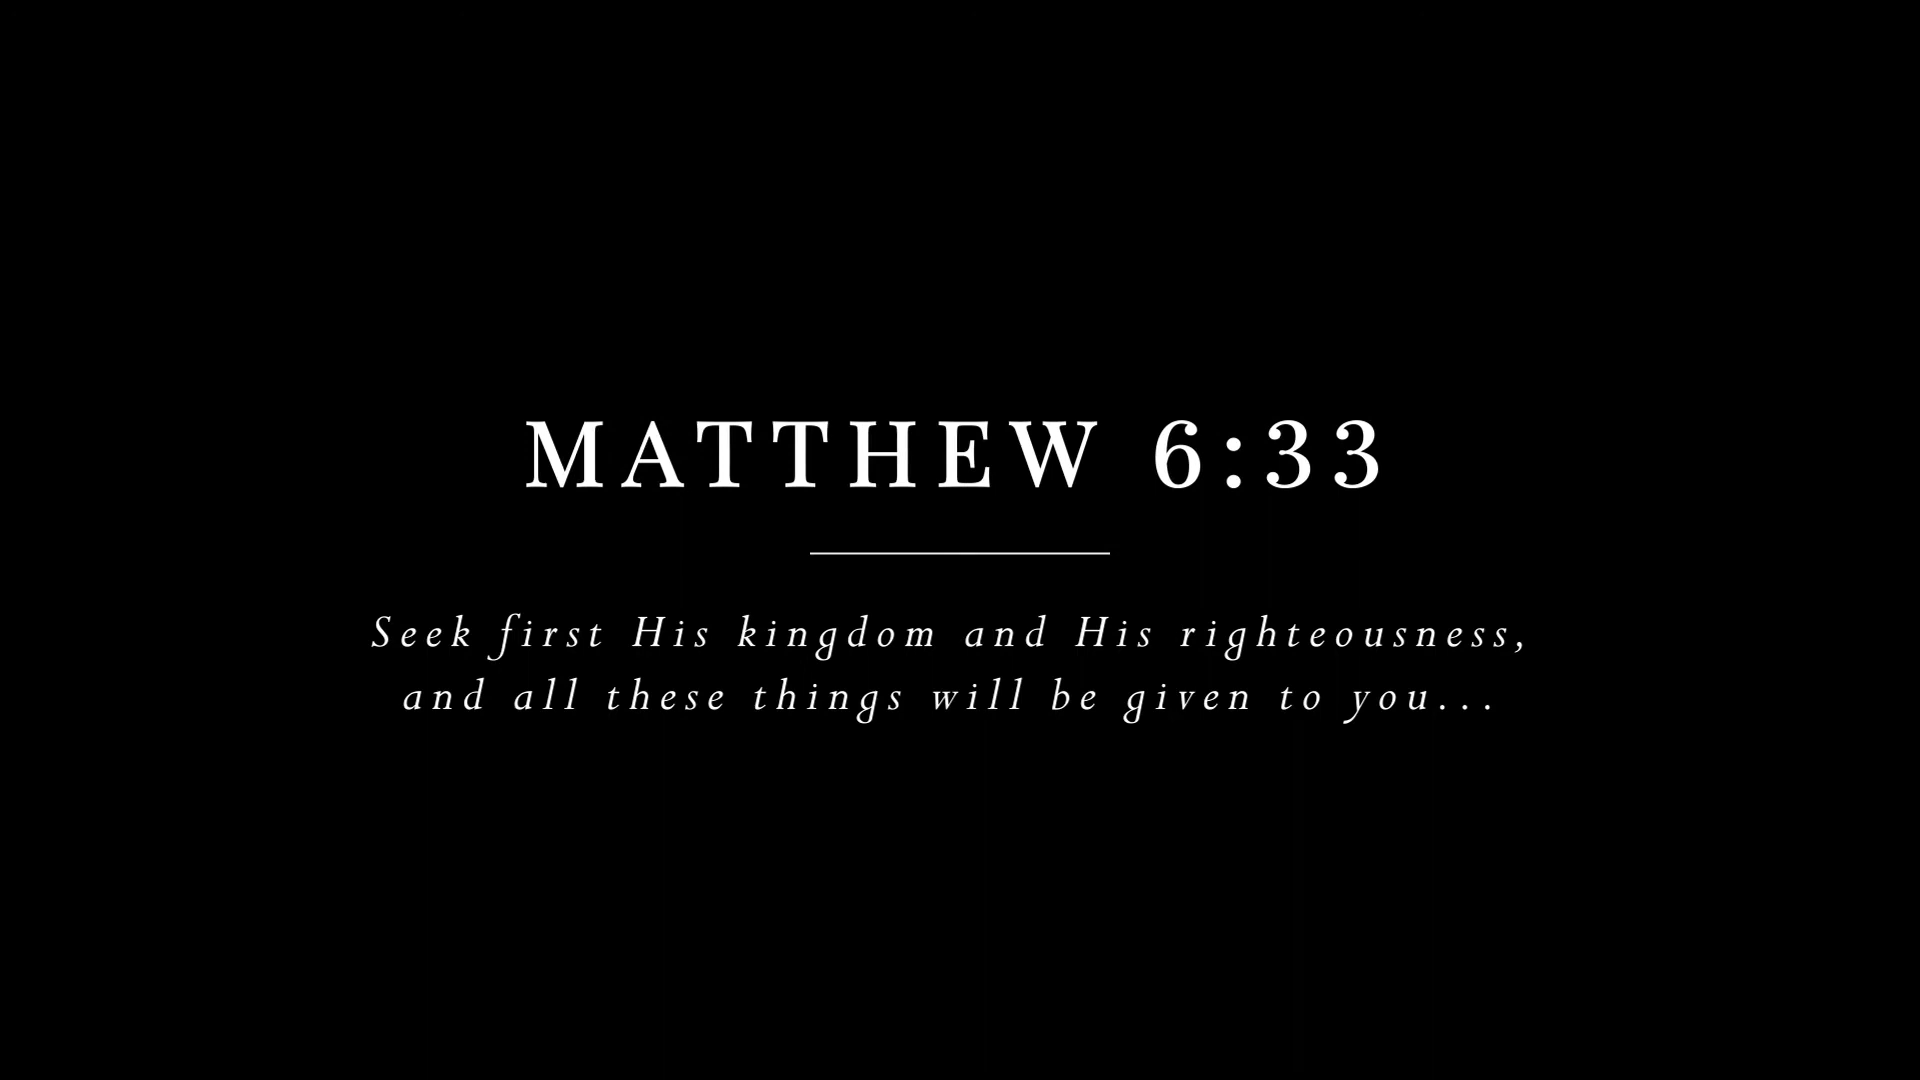 MATTHEW 6:33
Seek first His kingdom and His righteousness,
and all these things will be given to you...